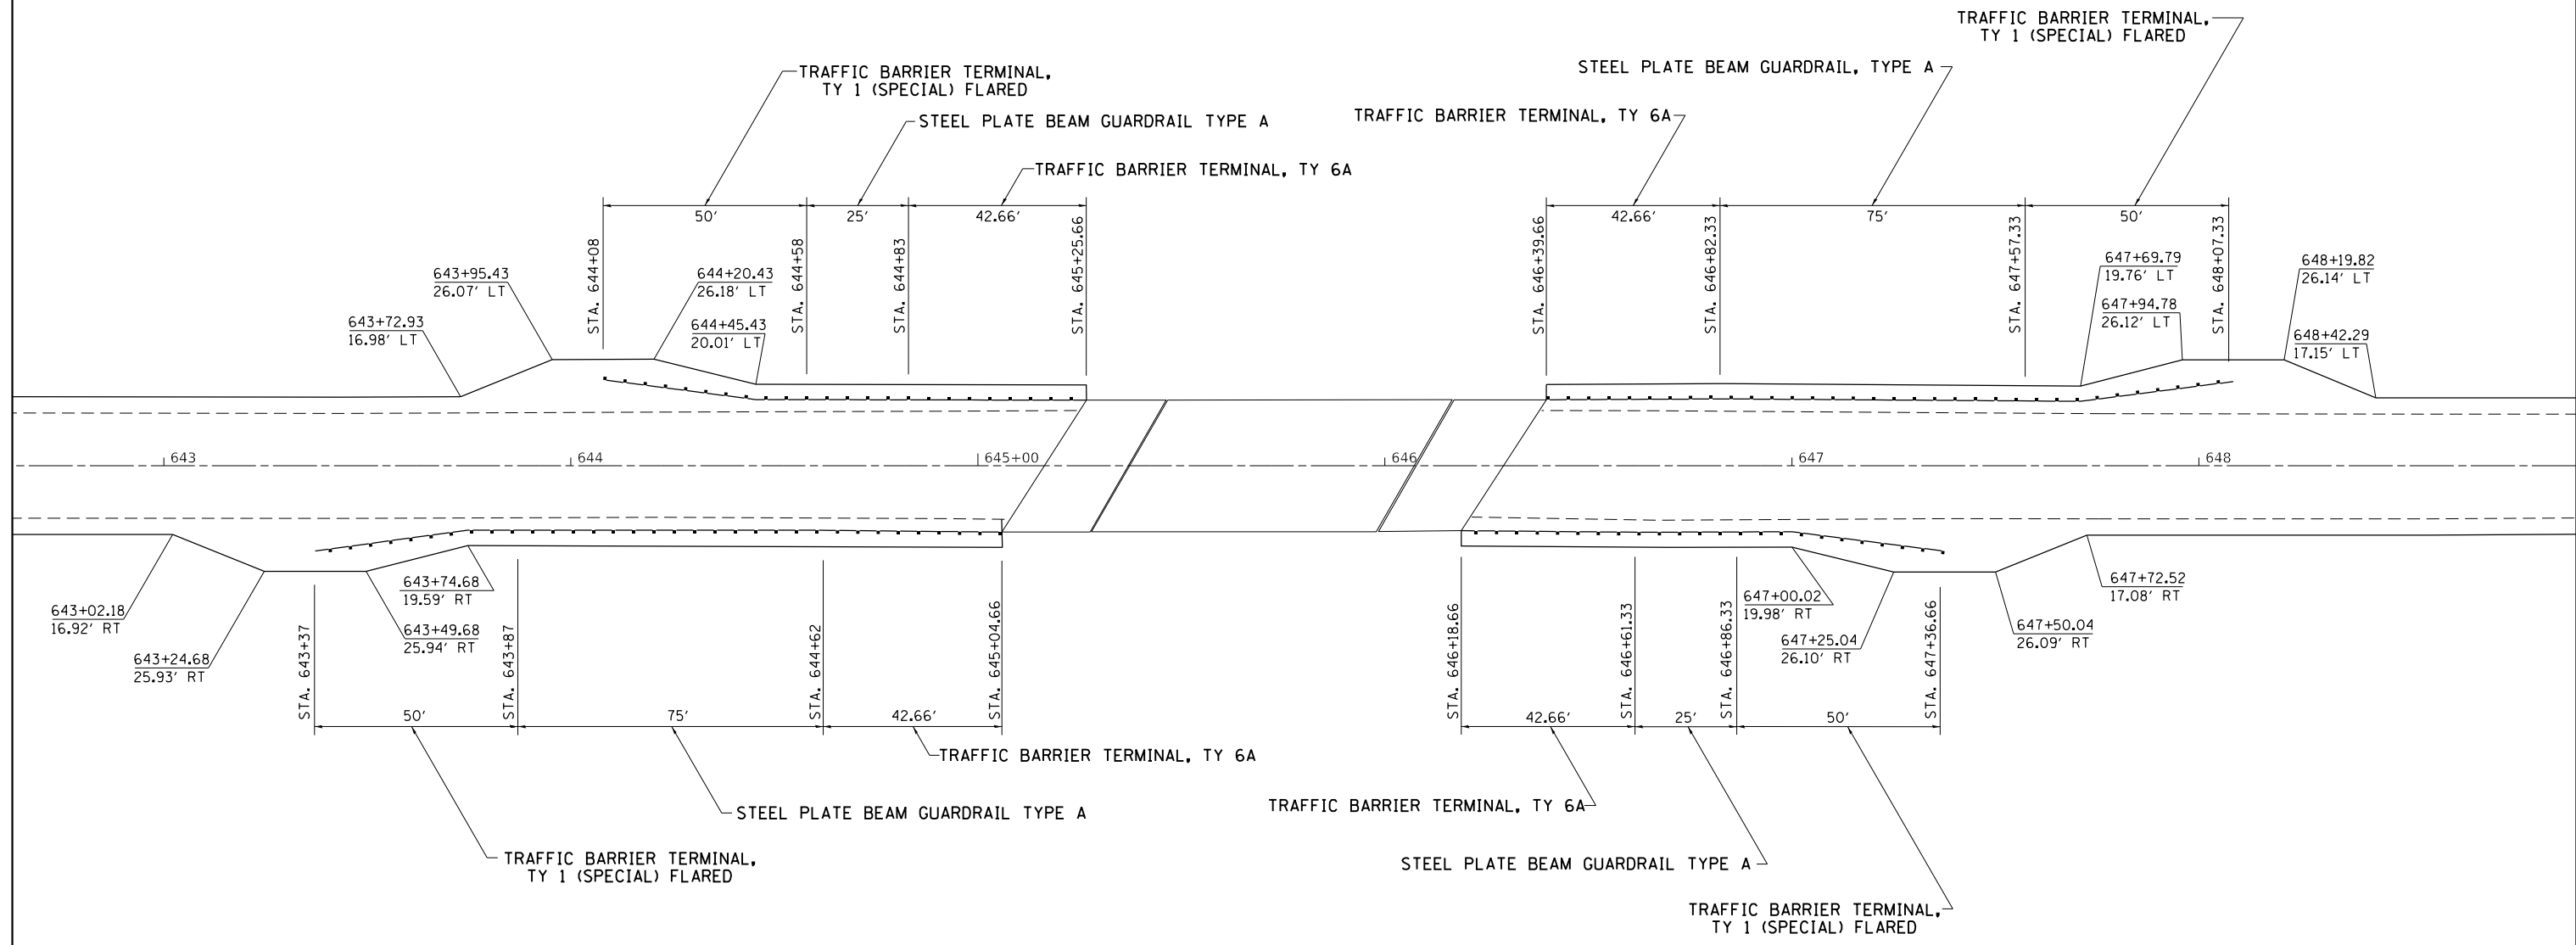 TRAFFIC BARRIER TERMINAL,
TY 1 (SPECIAL) FLARED
STEEL PLATE BEAM GUARDRAIL TYPE A
TRAFFIC BARRIER TERMINAL, TY 6A
TRAFFIC BARRIER TERMINAL, TY 6A
STEEL PLATE BEAM GUARDRAIL, TYPE A
TRAFFIC BARRIER TERMINAL,
TY 1 (SPECIAL) FLARED
50'
25'
42.66'
42.66'
75'
50'
STA. 644+08
STA. 644+58
STA. 644+83
STA. 645+25.66
STA. 646+39.66
STA. 646+82.33
STA. 647+57.33
STA. 648+07.33
643+72.93
16.98' LT
643+95.43
26.07' LT
644+20.43
26.18' LT
644+45.43
20.01' LT
647+69.79
19.76' LT
647+94.78
26.12' LT
648+19.82
26.14' LT
648+42.29
17.15' LT
643
644
645+00
646
647
648
643+02.18
16.92' RT
643+24.68
25.93' RT
643+74.68
19.59' RT
643+49.68
25.94' RT
647+00.02
19.98' RT
647+25.04
26.10' RT
647+50.04
26.09' RT
647+72.52
17.08' RT
STA. 643+37
STA. 643+87
STA. 644+62
STA. 645+04.66
STA. 646+18.66
STA. 646+61.33
STA. 646+86.33
STA. 647+36.66
50'
75'
42.66'
42.66'
25'
50'
TRAFFIC BARRIER TERMINAL, TY 6A
STEEL PLATE BEAM GUARDRAIL TYPE A
TRAFFIC BARRIER TERMINAL,
TY 1 (SPECIAL) FLARED
TRAFFIC BARRIER TERMINAL, TY 6A
STEEL PLATE BEAM GUARDRAIL TYPE A
TRAFFIC BARRIER TERMINAL,
TY 1 (SPECIAL) FLARED